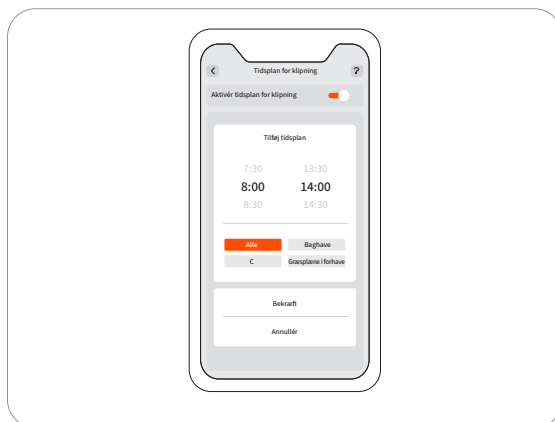 Tidsplan for klipning ?
Aktivér tidsplan for klipning
Tilføj tidsplan
7:30 13:30
8:00 14:00
8:30 14:30
Alle Baghave
C Græsplæne i forhave
Bekræft
Annullér